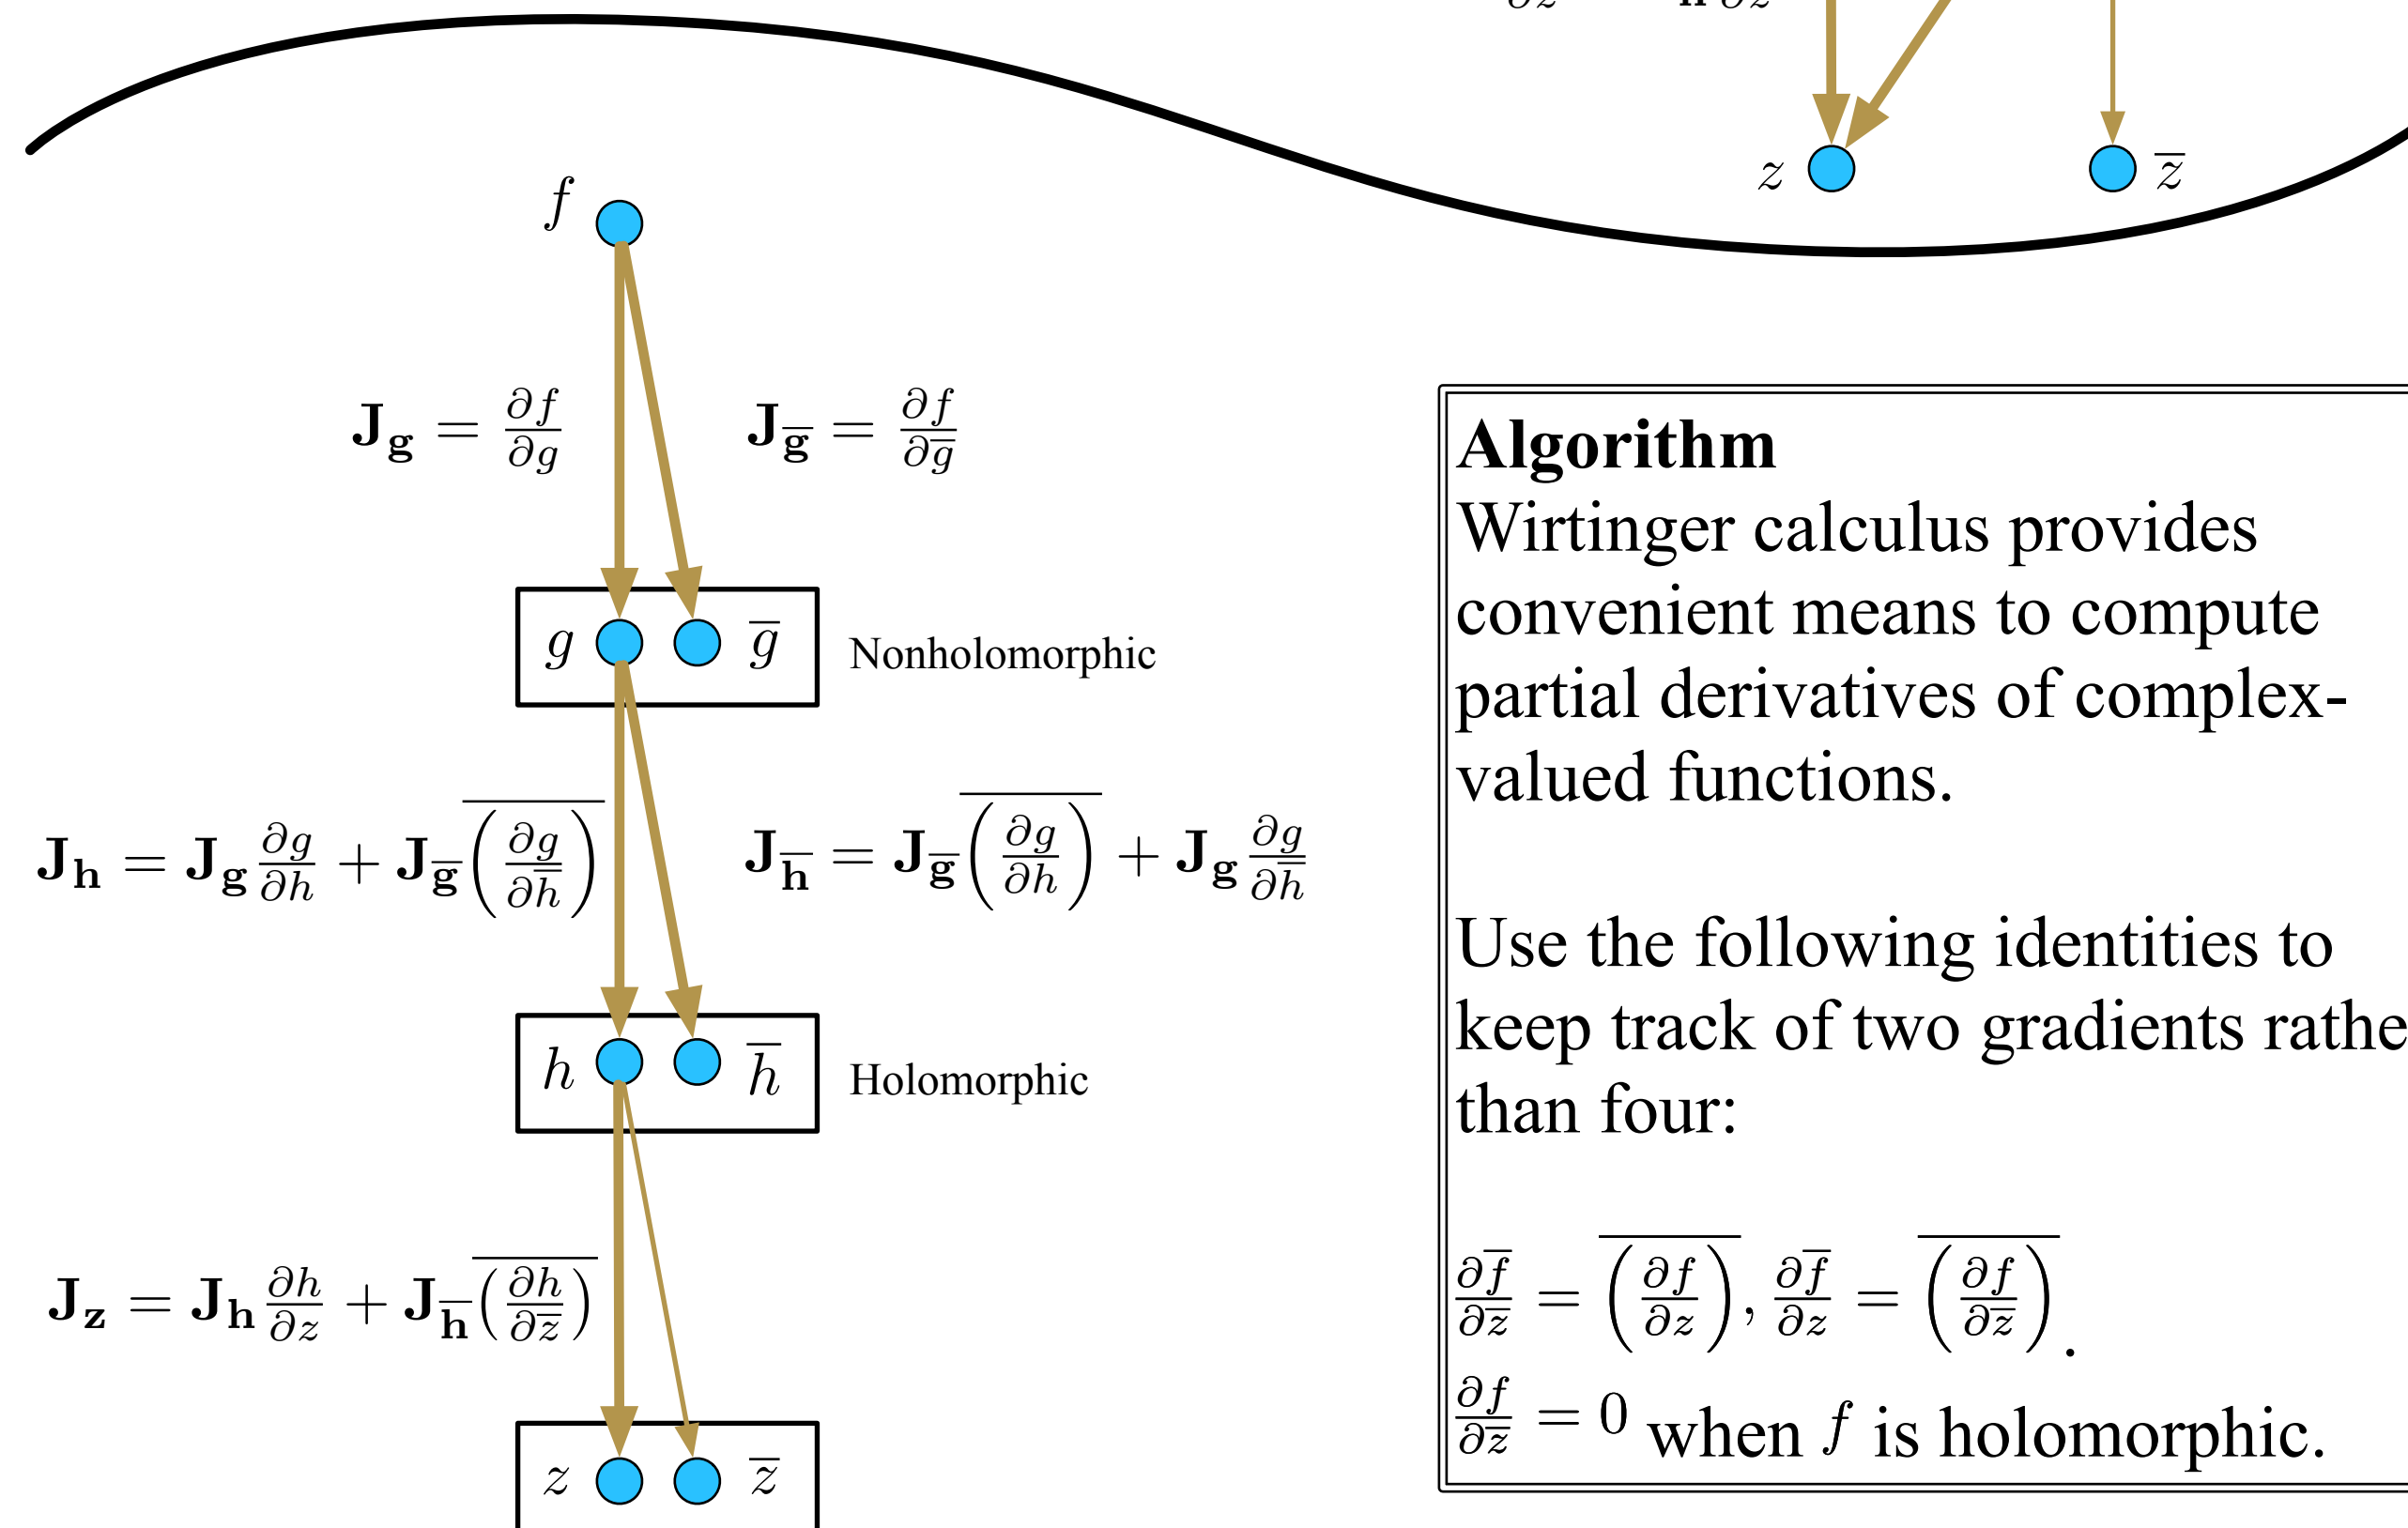 z z̅
f
J_g = ∂f/∂g J_g̅ = ∂f/∂g̅
g g̅ Nonholomorphic
J_h = J_g ∂g/∂h + J_g̅ \overline{(∂g/∂h̅)} J_h̅ = J_g̅ \overline{(∂g/∂h)} + J_g ∂g/∂h̅
h h̅ Holomorphic
J_z = J_h ∂h/∂z + J_h̅ \overline{(∂h/∂z̅)}
z z̅
Algorithm
Wirtinger calculus provides
convenient means to compute
partial derivatives of complex-
valued functions.
Use the following identities to
keep track of two gradients rathe
than four:
∂f̅/∂z̅ = \overline{(∂f/∂z)}, ∂f̅/∂z = \overline{(∂f/∂z̅)}.
∂f/∂z̅ = 0 when f is holomorphic.